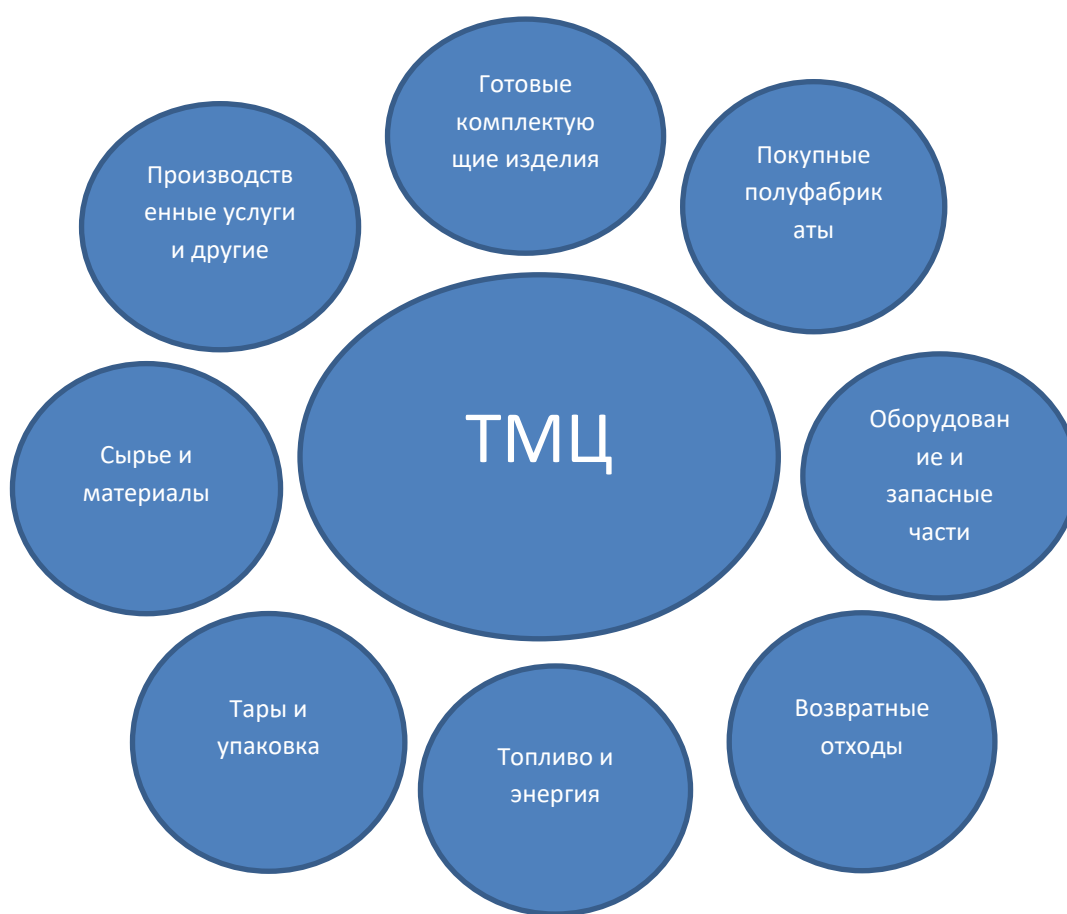 Готовые
комплектую
щие изделия
Покупные
полуфабрик
аты
Производств
енные услуги
и другие
ТМЦ
Оборудован
ие и
запасные
части
Сырье и
материалы
Возвратные
отходы
Тары и
упаковка
Топливо и
энергия